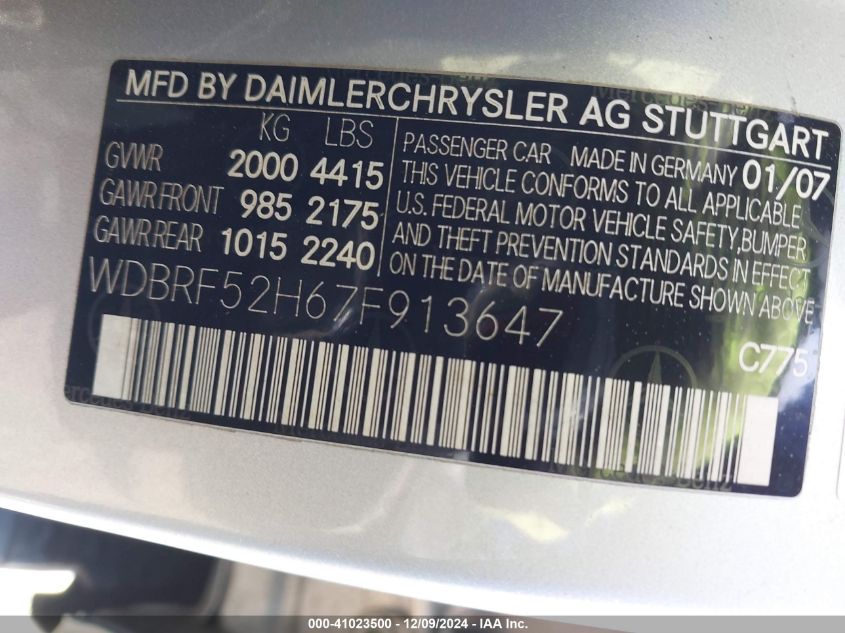 MFD BY DAIMLERCHRYSLER AG STUTTGART
KG LBS
GVWR 2000 4415
GAWR FRONT 985 2175
GAWR REAR 1015 2240
PASSENGER CAR MADE IN GERMANY 01/07
THIS VEHICLE CONFORMS TO ALL APPLICABLE
U.S. FEDERAL MOTOR VEHICLE SAFETY, BUMPER
AND THEFT PREVENTION STANDARDS IN EFFECT
ON THE DATE OF MANUFACTURE SHOWN ABOVE
WDBRF52H67F913647
C775
000-41023500 / 12/09/2024 - IAA Inc.